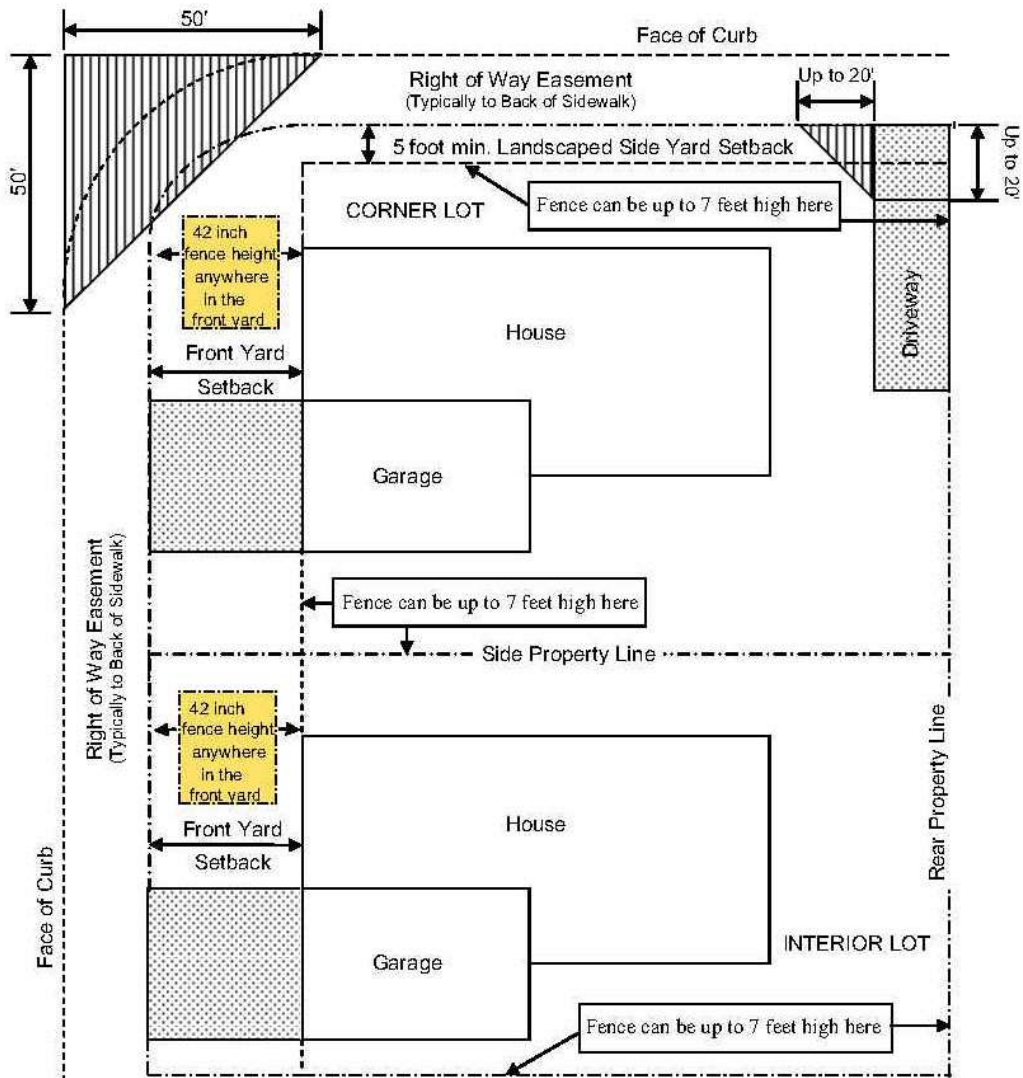 50'
Face of Curb
Right of Way Easement
(Typically to Back of Sidewalk)
Up to 20'
Up to 20'
50'
5 foot min. Landscaped Side Yard Setback
Fence can be up to 7 feet high here
CORNER LOT
42 inch
fence height
anywhere
in the
front yard
House
Driveway
Front Yard
Setback
Garage
Right of Way Easement
(Typically to Back of Sidewalk)
Fence can be up to 7 feet high here
Side Property Line
42 inch
fence height
anywhere
in the
front yard
House
Front Yard
Setback
Rear Property Line
Face of Curb
Garage
INTERIOR LOT
Fence can be up to 7 feet high here